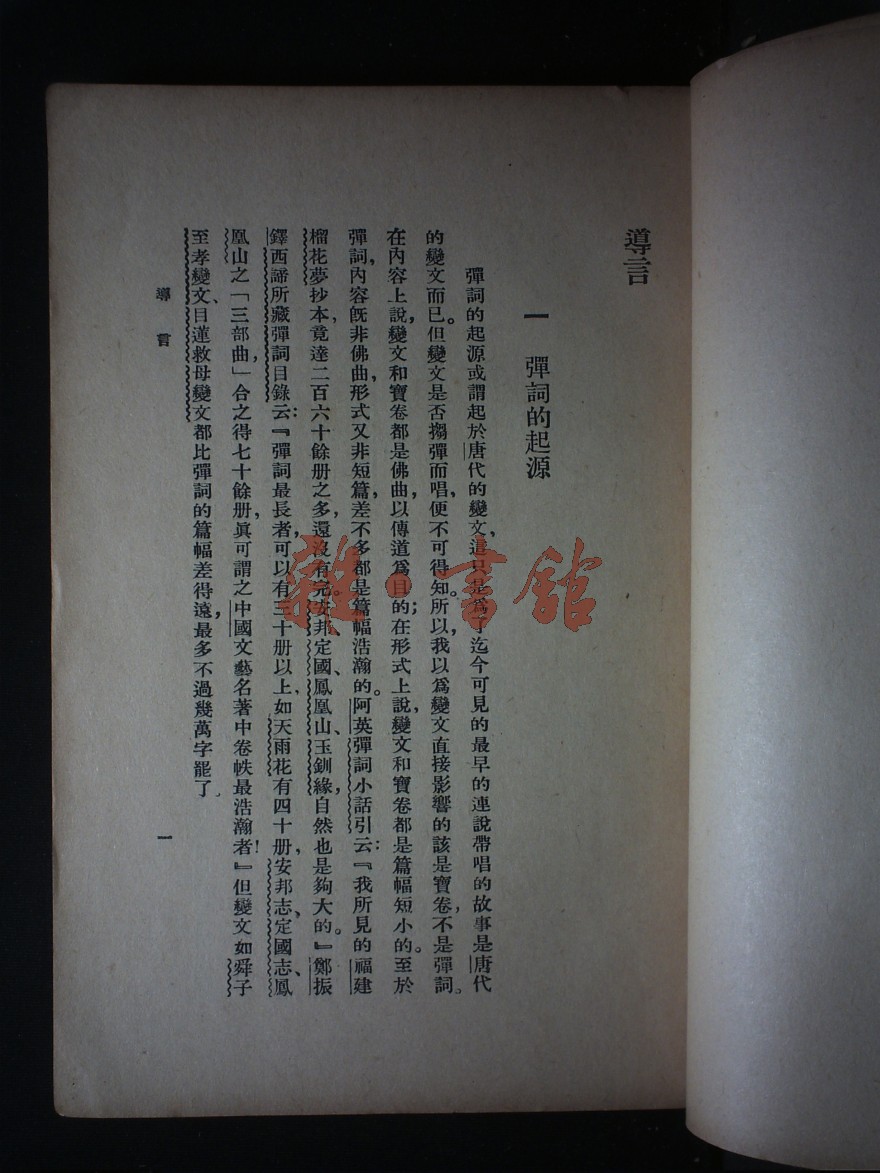 導言
一　彈詞的起源
彈詞的起源或謂起於唐代的變文，這只是爲了迄今可見的最早的連說帶唱的故事是唐代
的變文而已。但變文是否搊彈而唱，便不可得知。所以，我以爲變文直接影響的該是寶卷，不是彈詞。
在內容上說，變文和寶卷都是佛曲，以傳道爲目的；在形式上說，變文和寶卷都是篇幅短小的。至於
彈詞，內容旣非佛曲，形式又非短篇，差不多都是篇幅浩瀚的。阿英彈詞小話引云：『我所見的福建
榴花夢抄本，竟達二百六十餘册之多，還沒有完。安邦定國、鳳凰山、玉釧緣，自然也是夠大的。』鄭振
鐸西諦所藏彈詞目錄云：『彈詞最長者，可以有三十册以上，如天雨花有四十册，安邦志、定國志、鳳
凰山之「三部曲，」合之得七十餘册，眞可謂之中國文藝名著中卷帙最浩瀚者！』但變文如舜子
至孝變文、目蓮救母變文都比彈詞的篇幅差得遠，最多不過幾萬字罷了。
導言
一
雜·書館